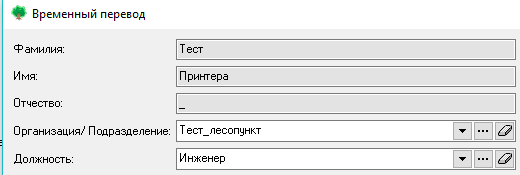 Временный перевод
Фамилия: Тест
Имя: Принтера
Отчество: _
Организация/ Подразделение: Тест_лесопункт
Должность: Инженер